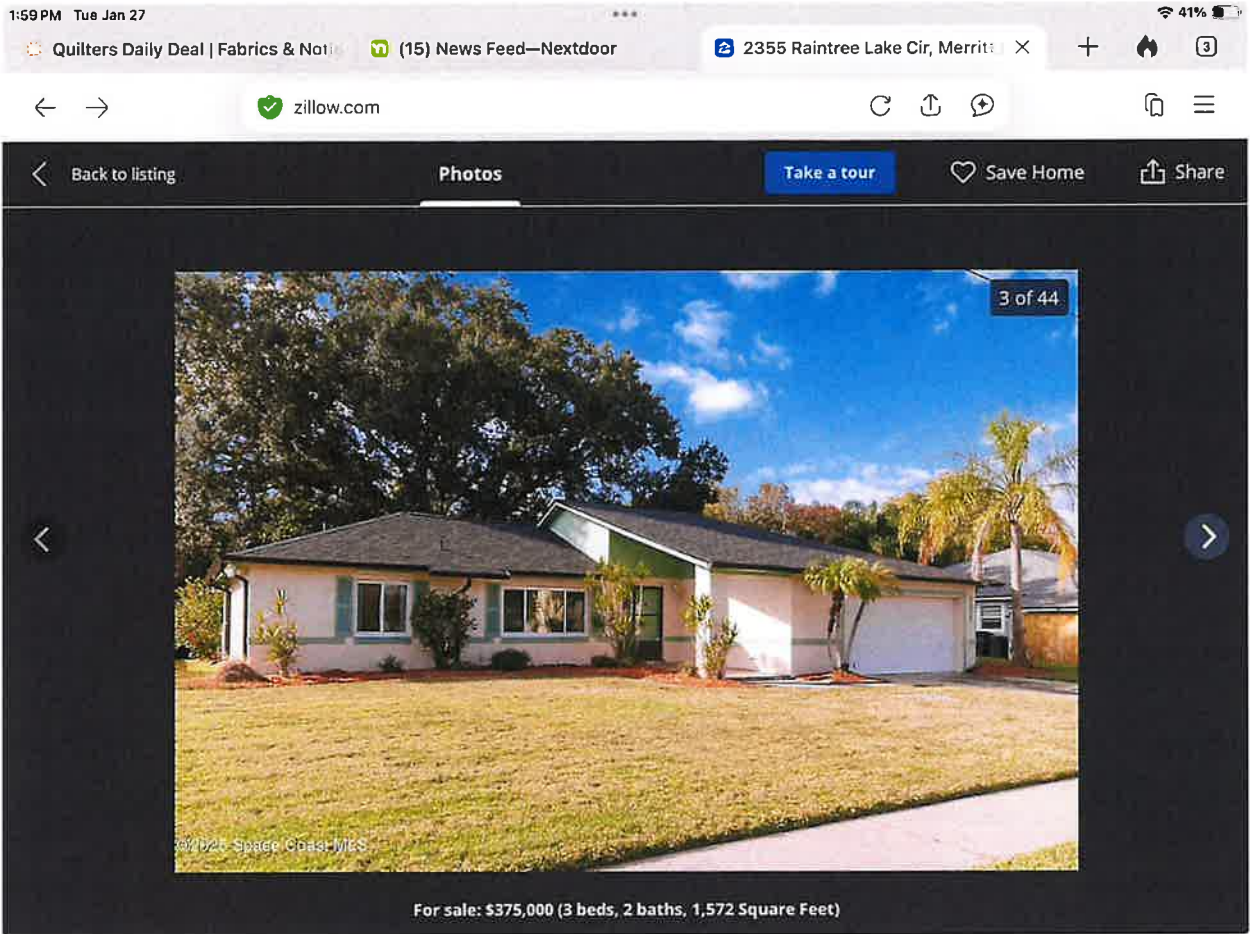 1:59 PM Tue Jan 27
41%
Quilters Daily Deal | Fabrics & Noti
(15) News Feed—Nextdoor
2355 Raintree Lake Cir, Merritt
3
zillow.com
Back to listing
Photos
Take a tour
Save Home
Share
3 of 44
Space Coast MLS
For sale: $375,000 (3 beds, 2 baths, 1,572 Square Feet)